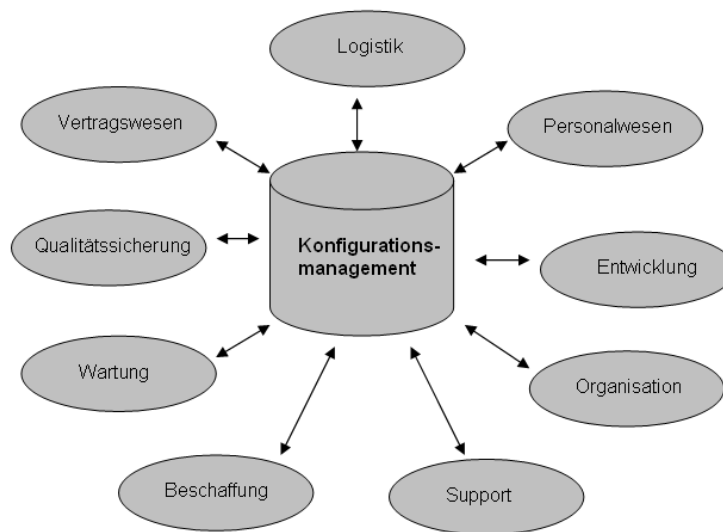 Logistik
Vertragswesen
Personalwesen
Qualitätssicherung
Konfigurations-
management
Entwicklung
Wartung
Organisation
Beschaffung
Support